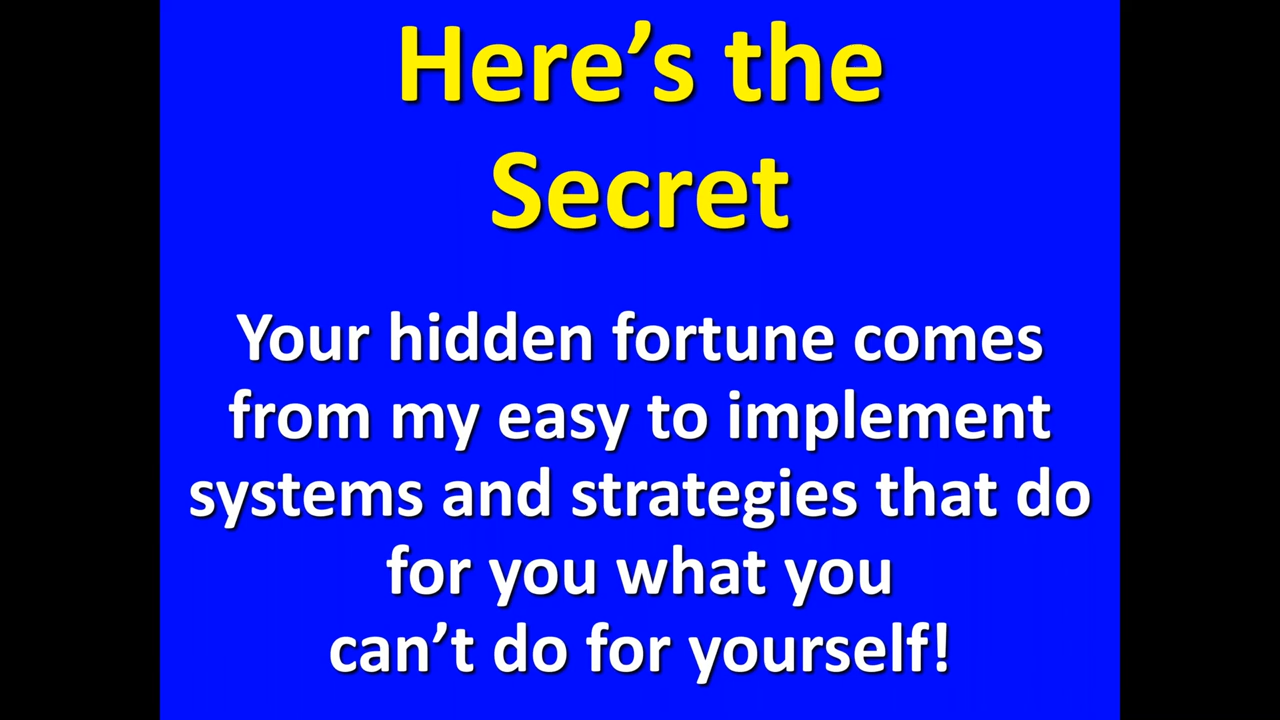 Here’s the
Secret
Your hidden fortune comes
from my easy to implement
systems and strategies that do
for you what you
can’t do for yourself!